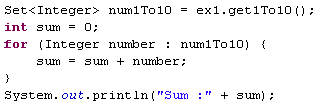 Set<Integer> num1To10 = ex1.get1To10();
int sum = 0;
for (Integer number : num1To10) {
    sum = sum + number;
}
System.out.println("Sum :" + sum);